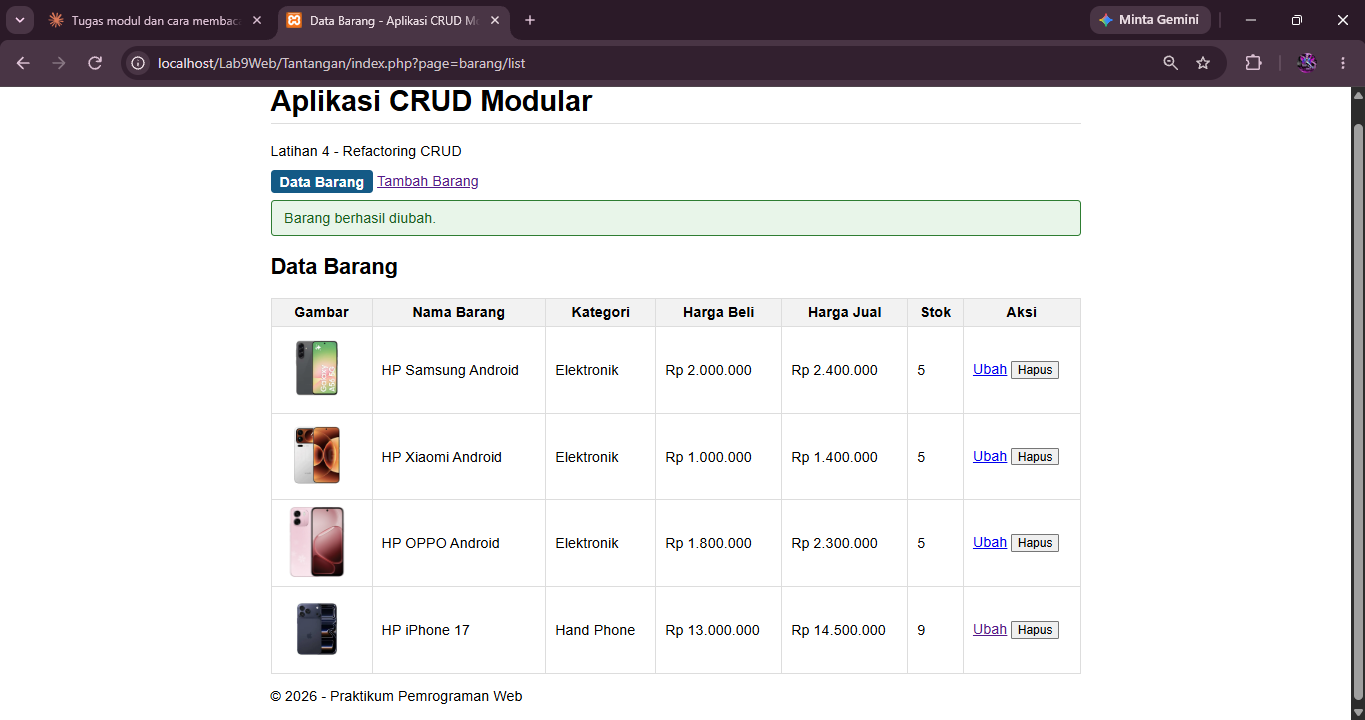 Tugas modul dan cara membaca
Data Barang - Aplikasi CRUD Mo
Minta Gemini
localhost/Lab9Web/Tantangan/index.php?page=barang/list
Aplikasi CRUD Modular
Latihan 4 - Refactoring CRUD
Data Barang Tambah Barang
Barang berhasil diubah.
Data Barang
Gambar Nama Barang Kategori Harga Beli Harga Jual Stok Aksi
HP Samsung Android Elektronik Rp 2.000.000 Rp 2.400.000 5 Ubah Hapus
HP Xiaomi Android Elektronik Rp 1.000.000 Rp 1.400.000 5 Ubah Hapus
HP OPPO Android Elektronik Rp 1.800.000 Rp 2.300.000 5 Ubah Hapus
HP iPhone 17 Hand Phone Rp 13.000.000 Rp 14.500.000 9 Ubah Hapus
© 2026 - Praktikum Pemrograman Web